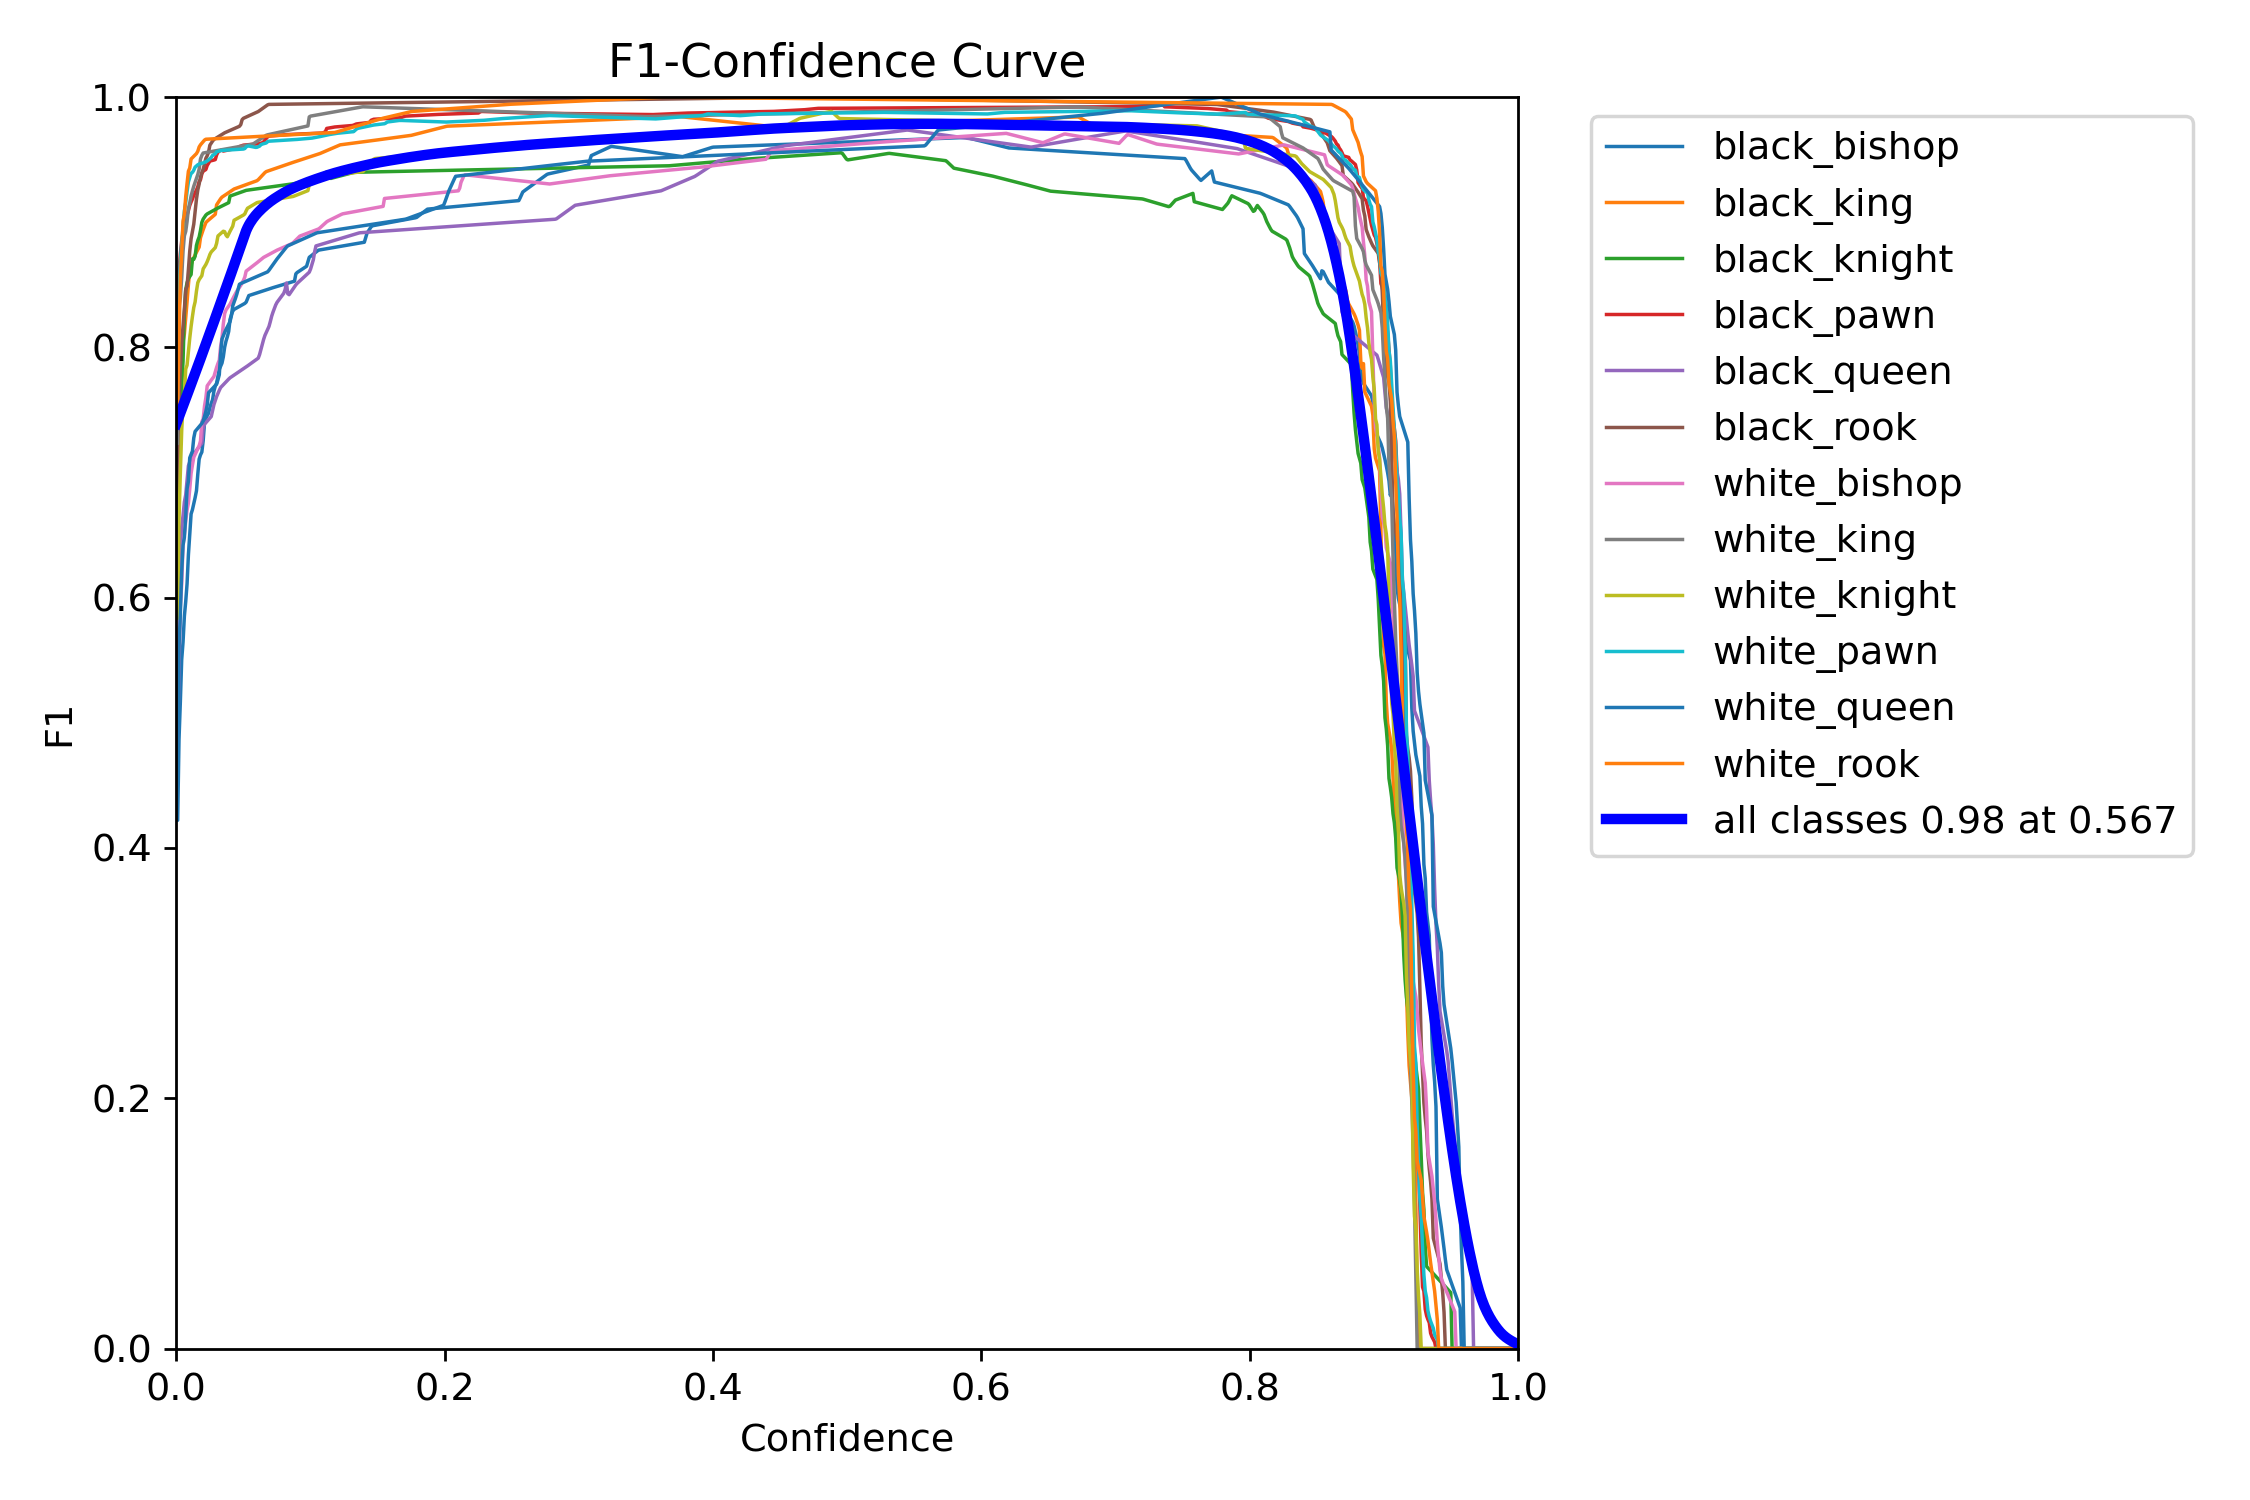 F1-Confidence Curve
1.0
0.8
0.6
0.4
0.2
0.0
F1
0.0 0.2 0.4 0.6 0.8 1.0
Confidence
black_bishop
black_king
black_knight
black_pawn
black_queen
black_rook
white_bishop
white_king
white_knight
white_pawn
white_queen
white_rook
all classes 0.98 at 0.567